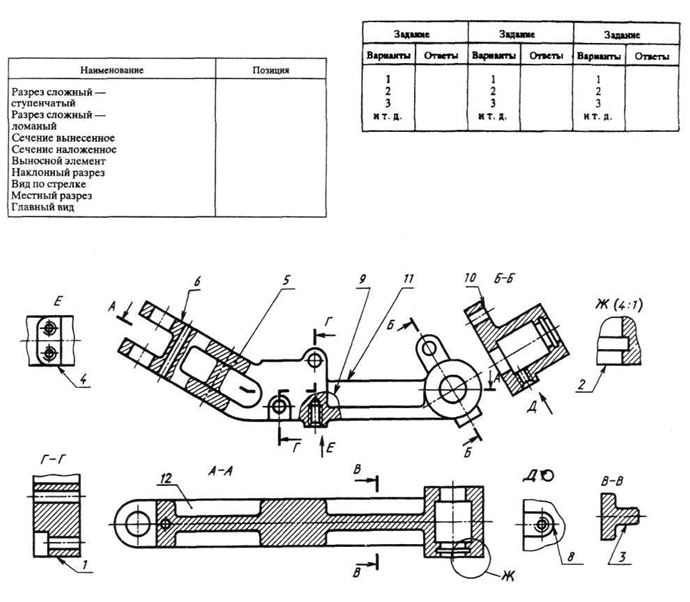 Задание Задание Задание
Варианты Ответы Варианты Ответы Варианты Ответы
1 1 1
2 2 2
3 3 3
и т. д. и т. д. и т. д.
Наименование Позиция
Разрез сложный —
ступенчатый
Разрез сложный —
ломаный
Сечение вынесенное
Сечение наложенное
Выносной элемент
Наклонный разрез
Вид по стрелке
Местный разрез
Главный вид
Е А 6 5 Г 9 11 Б 10 Б-Б Ж (4:1)
4 Г Е Б А Д 2
Г-Г 12 А-А В Д В-В
1 В Ж 8 3